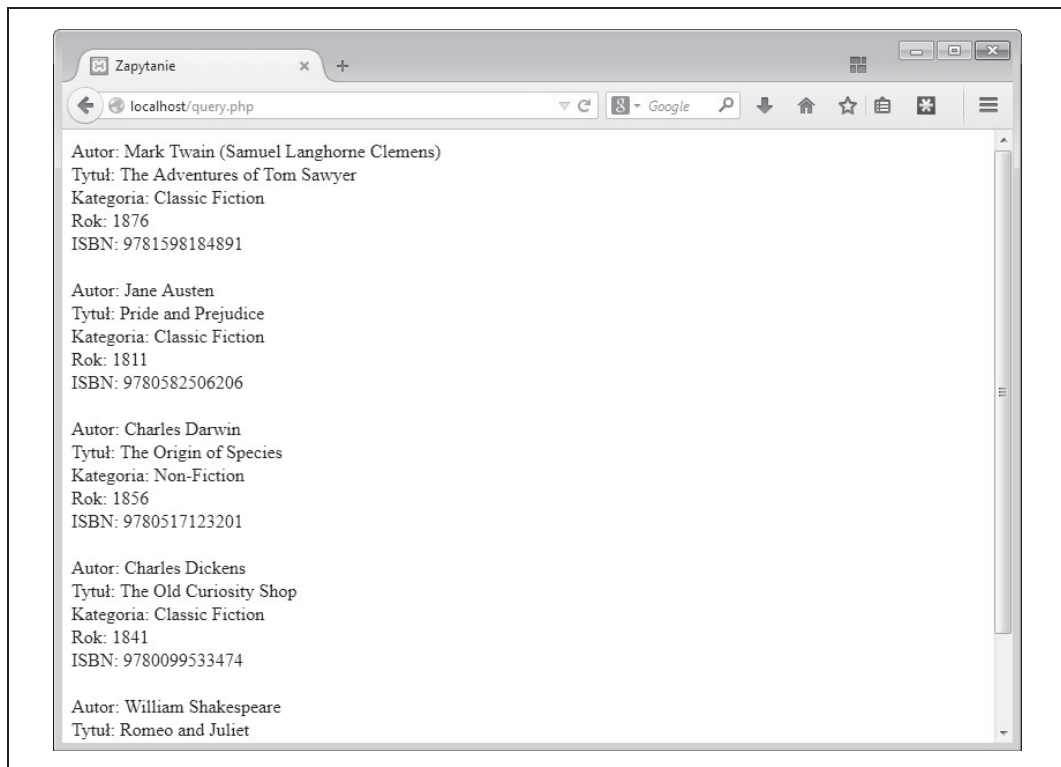 Zapytanie
localhost/query.php
8 Google
Autor: Mark Twain (Samuel Langhorne Clemens)
Tytuł: The Adventures of Tom Sawyer
Kategoria: Classic Fiction
Rok: 1876
ISBN: 9781598184891
Autor: Jane Austen
Tytuł: Pride and Prejudice
Kategoria: Classic Fiction
Rok: 1811
ISBN: 9780582506206
Autor: Charles Darwin
Tytuł: The Origin of Species
Kategoria: Non-Fiction
Rok: 1856
ISBN: 9780517123201
Autor: Charles Dickens
Tytuł: The Old Curiosity Shop
Kategoria: Classic Fiction
Rok: 1841
ISBN: 9780099533474
Autor: William Shakespeare
Tytuł: Romeo and Juliet